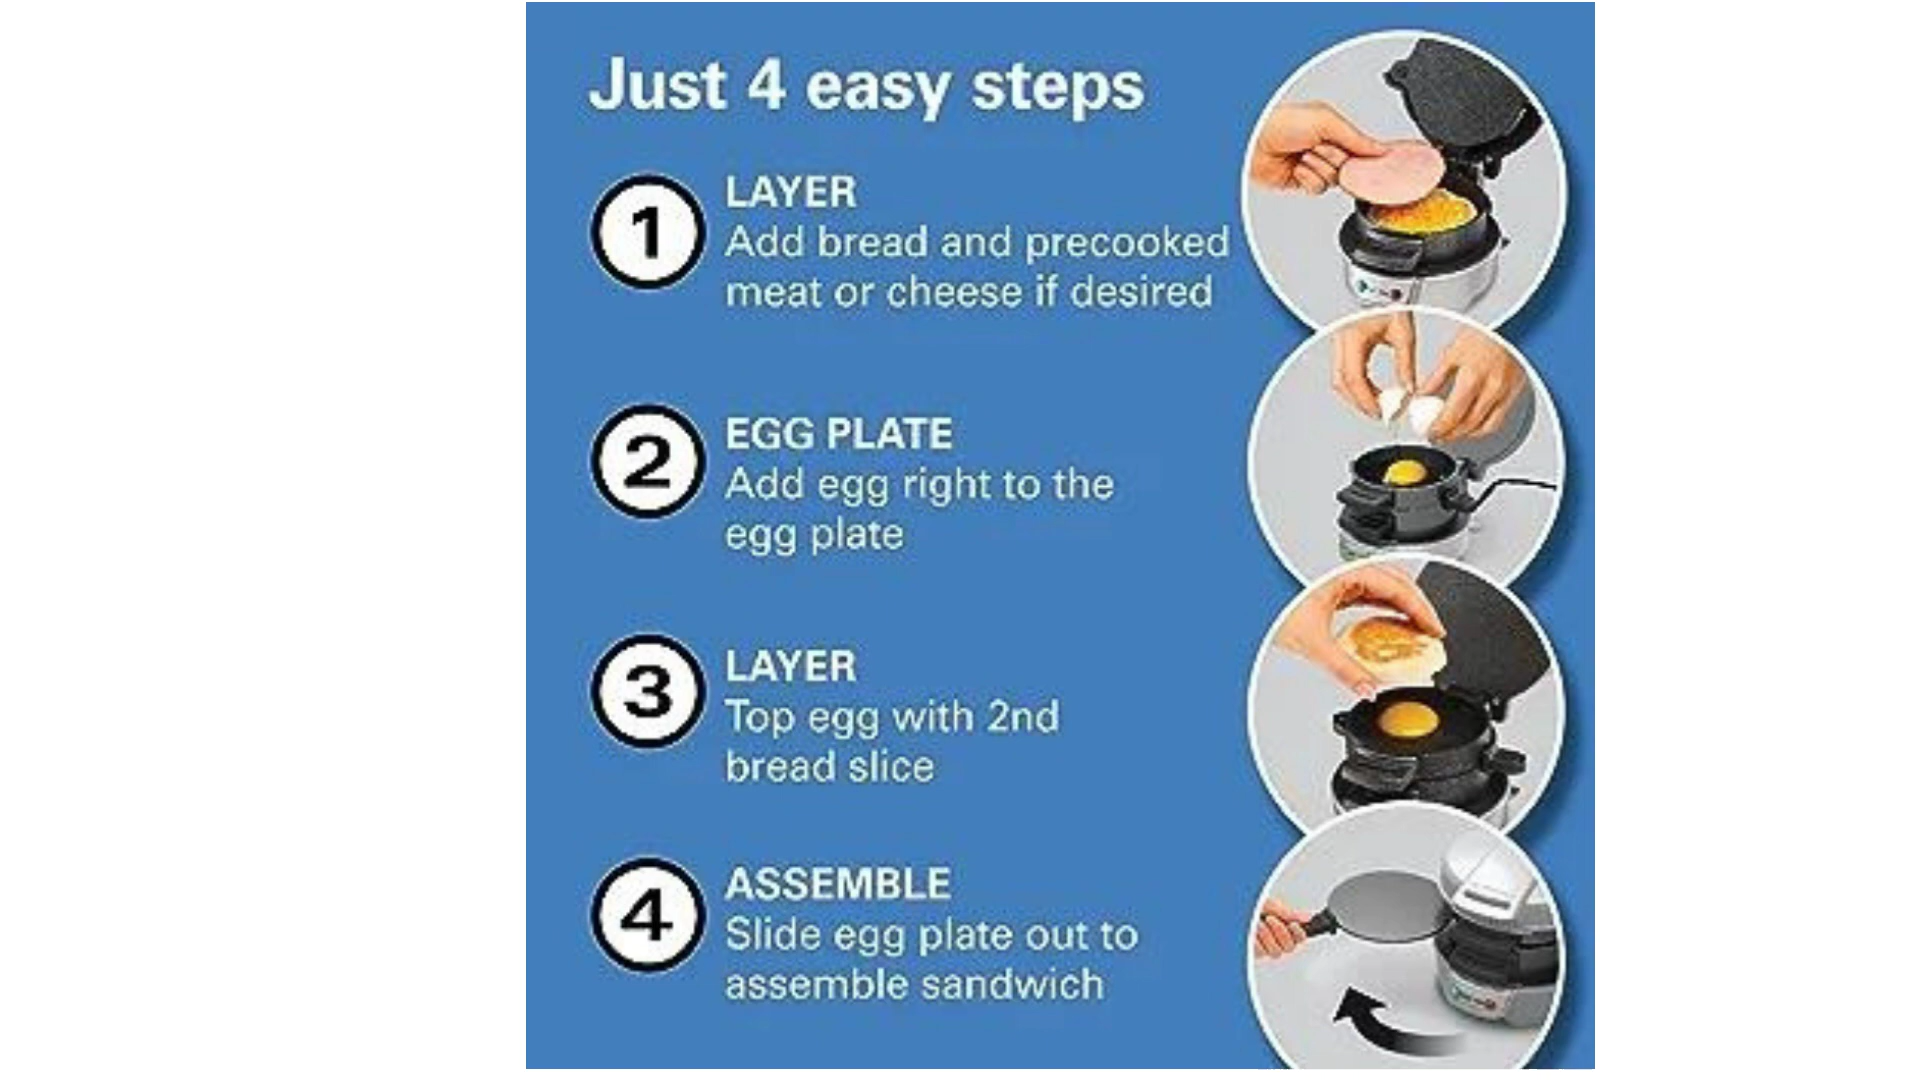 Just 4 easy steps
1
LAYER
Add bread and precooked
meat or cheese if desired
2
EGG PLATE
Add egg right to the
egg plate
3
LAYER
Top egg with 2nd
bread slice
4
ASSEMBLE
Slide egg plate out to
assemble sandwich